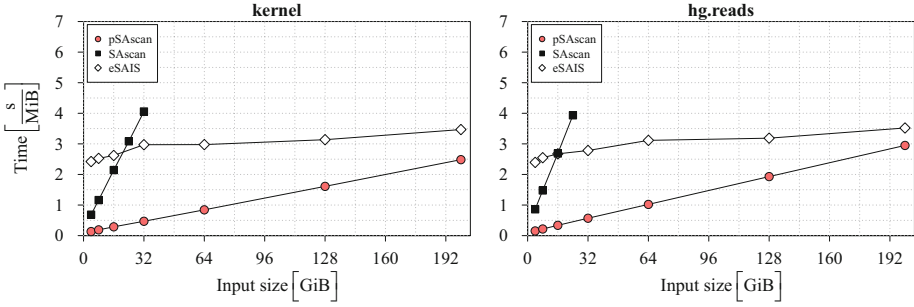 kernel
7
6
5
4
3
2
1
0
Time [s/MiB]
pSAscan
SAscan
eSAIS
0 32 64 96 128 160 192
Input size [GiB]
hg.reads
7
6
5
4
3
2
1
0
pSAscan
SAscan
eSAIS
0 32 64 96 128 160 192
Input size [GiB]